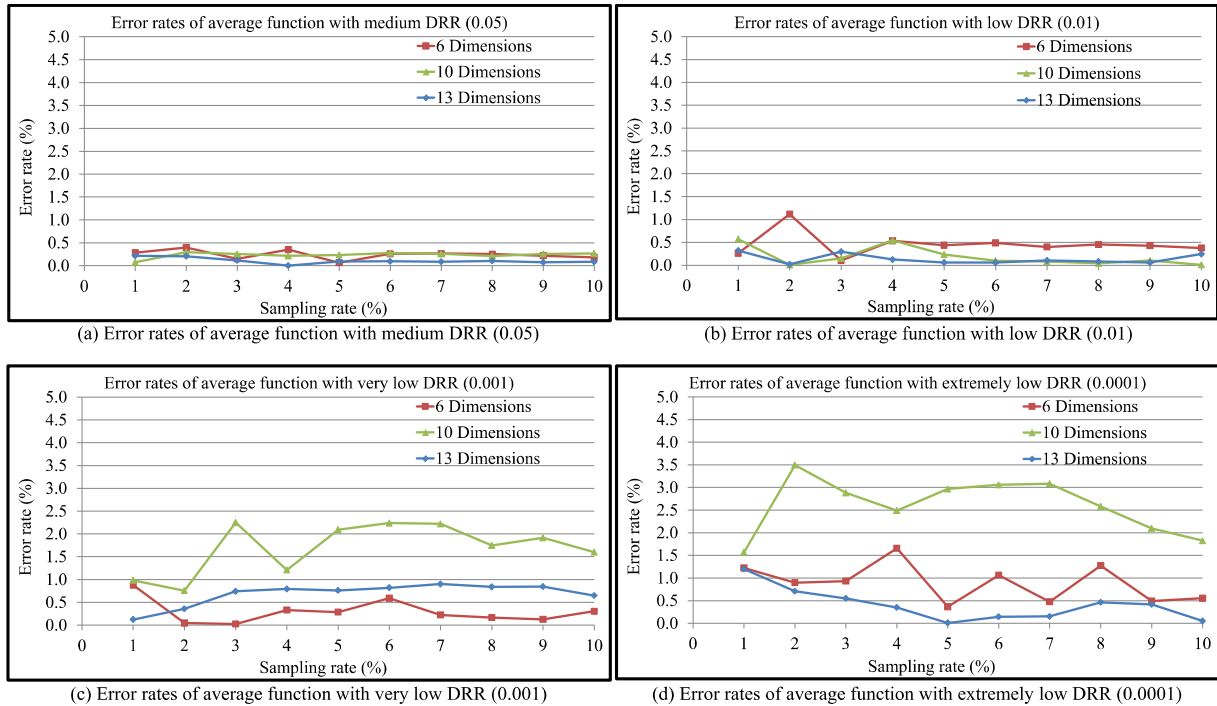 Error rates of average function with medium DRR (0.05)
5.0
4.5
4.0
3.5
3.0
2.5
2.0
1.5
1.0
0.5
0.0
Error rate (%)
6 Dimensions
10 Dimensions
13 Dimensions
0 1 2 3 4 5 6 7 8 9 10
Sampling rate (%)
(a) Error rates of average function with medium DRR (0.05)
Error rates of average function with low DRR (0.01)
5.0
4.5
4.0
3.5
3.0
2.5
2.0
1.5
1.0
0.5
0.0
Error rate (%)
6 Dimensions
10 Dimensions
13 Dimensions
0 1 2 3 4 5 6 7 8 9 10
Sampling rate (%)
(b) Error rates of average function with low DRR (0.01)
Error rates of average function with very low DRR (0.001)
5.0
4.5
4.0
3.5
3.0
2.5
2.0
1.5
1.0
0.5
0.0
Error rate (%)
6 Dimensions
10 Dimensions
13 Dimensions
0 1 2 3 4 5 6 7 8 9 10
Sampling rate (%)
(c) Error rates of average function with very low DRR (0.001)
Error rates of average function with extremely low DRR (0.0001)
5.0
4.5
4.0
3.5
3.0
2.5
2.0
1.5
1.0
0.5
0.0
Error rate (%)
6 Dimensions
10 Dimensions
13 Dimensions
0 1 2 3 4 5 6 7 8 9 10
Sampling rate (%)
(d) Error rates of average function with extremely low DRR (0.0001)